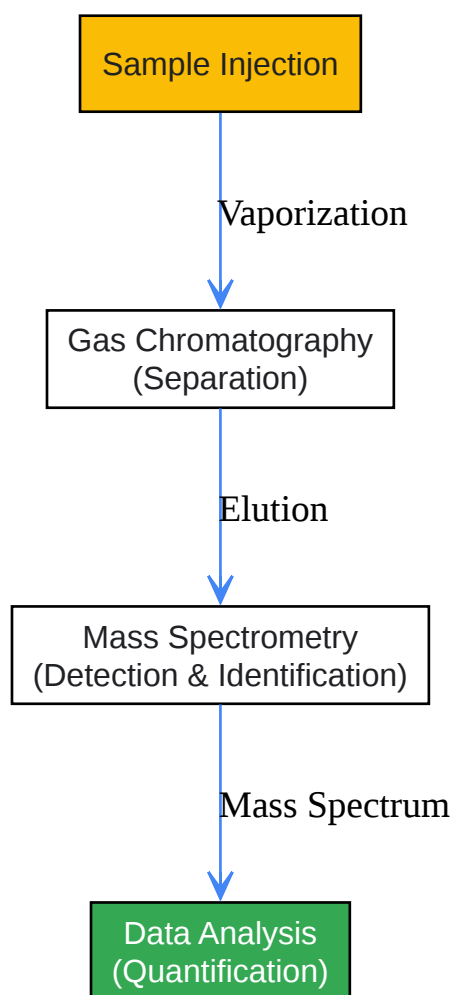 Sample Injection
Vaporization
Gas Chromatography
(Separation)
Elution
Mass Spectrometry
(Detection & Identification)
Mass Spectrum
Data Analysis
(Quantification)